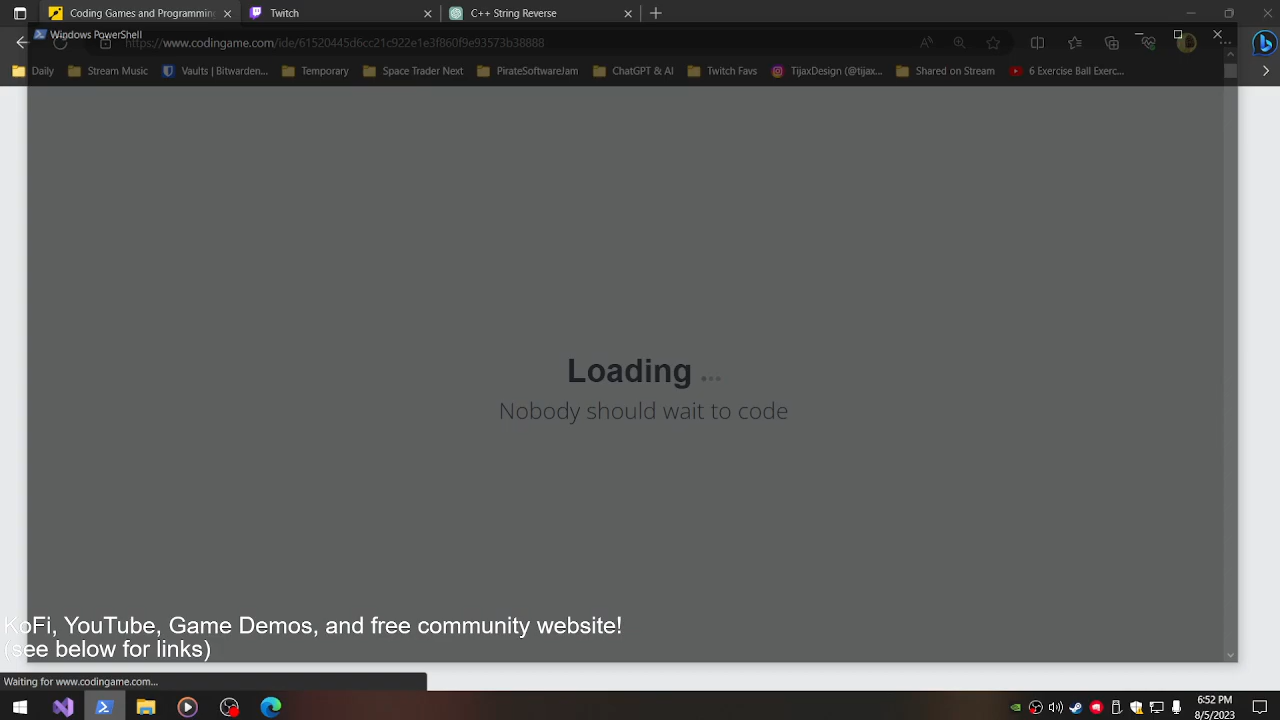 Coding Games and Programming
Twitch
C++ String Reverse
Windows PowerShell
https://www.codingame.com/ide/61520445d6cc21c922e1e3f860f9e93573b38888
Daily
Stream Music
Vaults | Bitwarden...
Temporary
Space Trader Next
PirateSoftwareJam
ChatGPT & AI
Twitch Favs
TijaxDesign (@tijax...
Shared on Stream
6 Exercise Ball Exerc...
Loading ...
Nobody should wait to code
KoFi, YouTube, Game Demos, and free community website!
(see below for links)
Waiting for www.codingame.com...
6:52 PM
8/5/2023